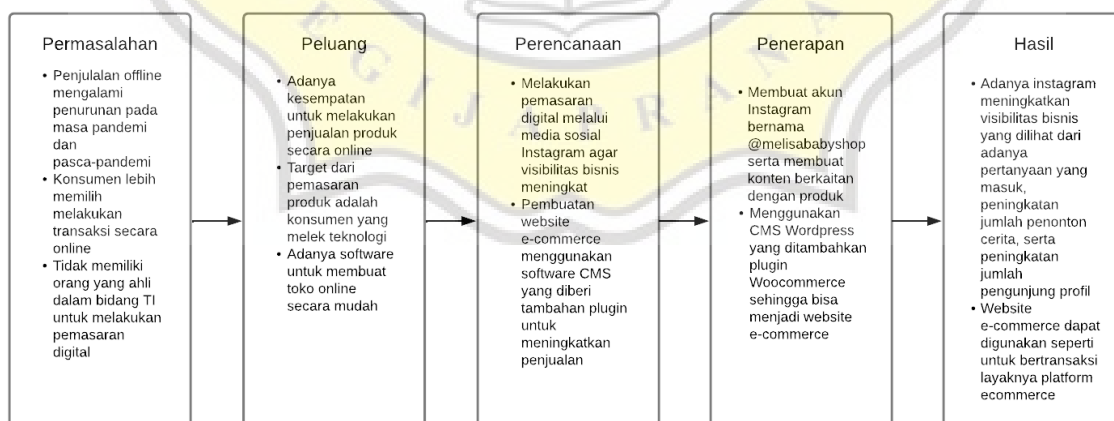 Permasalahan
• Penjulalan offline
mengalami
penurunan pada
masa pandemi
dan
pasca-pandemi
• Konsumen lebih
memilih
melakukan
transaksi secara
online
• Tidak memiliki
orang yang ahli
dalam bidang TI
untuk melakukan
pemasaran
digital
Peluang
• Adanya
kesempatan
untuk melakukan
penjualan produk
secara online
• Target dari
pemasaran
produk adalah
konsumen yang
melek teknologi
• Adanya software
untuk membuat
toko online
secara mudah
Perencanaan
• Melakukan
pemasaran
digital melalui
media sosial
Instagram agar
visibilitas bisnis
meningkat
• Pembuatan
website
e-commerce
menggunakan
software CMS
yang diberi
tambahan plugin
untuk
meningkatkan
penjualan
Penerapan
• Membuat akun
Instagram
bernama
@melisababyshop
serta membuat
konten berkaitan
dengan produk
• Menggunakan
CMS Wordpress
yang ditambahkan
plugin
Woocommerce
sehingga bisa
menjadi website
e-commerce
Hasil
• Adanya instagram
meningkatkan
visibilitas bisnis
yang dilihat dari
adanya
pertanyaan yang
masuk,
peningkatan
jumlah penonton
cerita, serta
peningkatan
jumlah
pengunjung profil
• Website
e-commerce dapat
digunakan seperti
untuk bertransaksi
layaknya platform
ecommerce
EGIJAPRANA